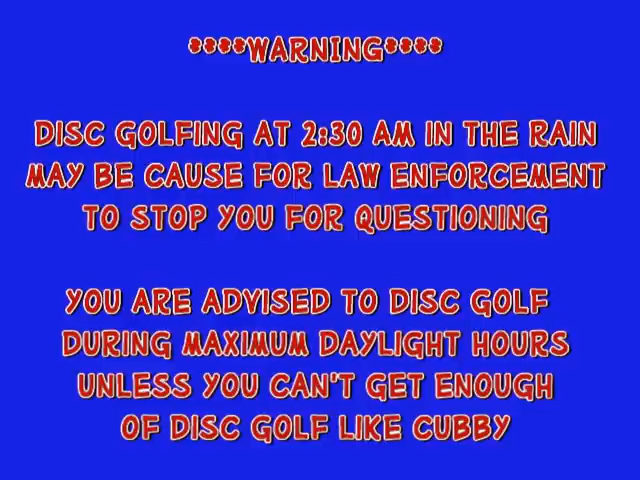 ****WARNING****
DISC GOLFING AT 2:30 AM IN THE RAIN
MAY BE CAUSE FOR LAW ENFORCEMENT
TO STOP YOU FOR QUESTIONING
YOU ARE ADVISED TO DISC GOLF
DURING MAXIMUM DAYLIGHT HOURS
UNLESS YOU CAN'T GET ENOUGH
OF DISC GOLF LIKE CUBBY